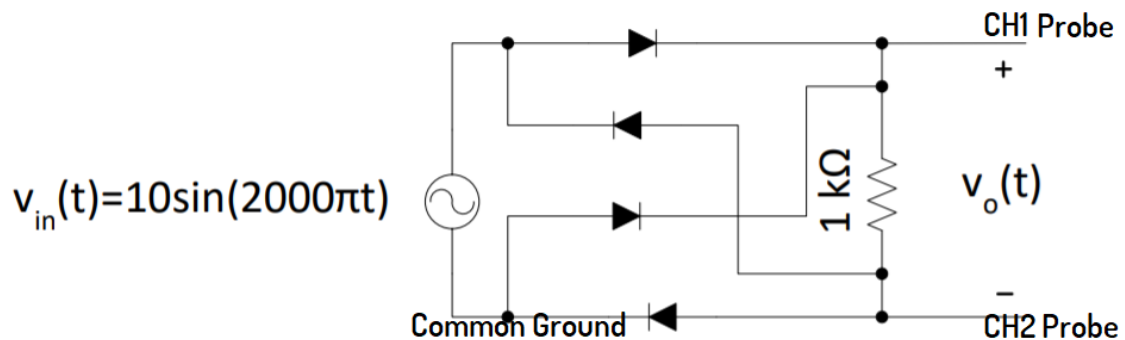 CH1 Probe
+
v_in(t)=10sin(2000πt)
1 kΩ
v_o(t)
−
Common Ground
CH2 Probe